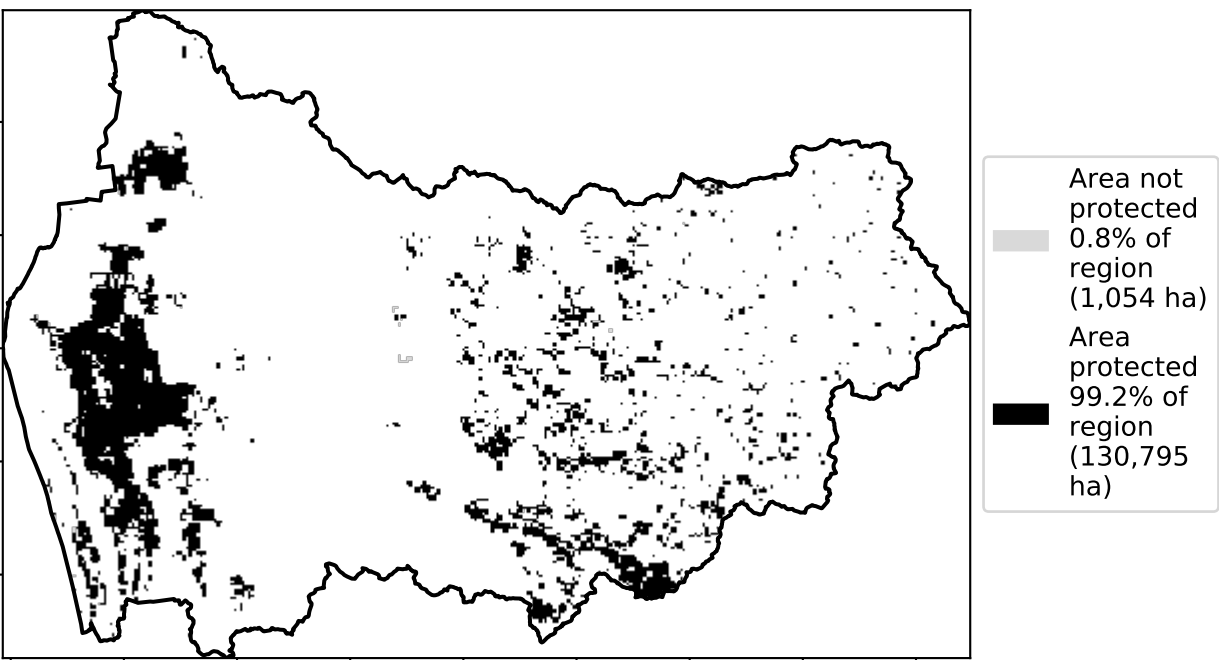 Area not
protected
0.8% of
region
(1,054 ha)
Area
protected
99.2% of
region
(130,795
ha)